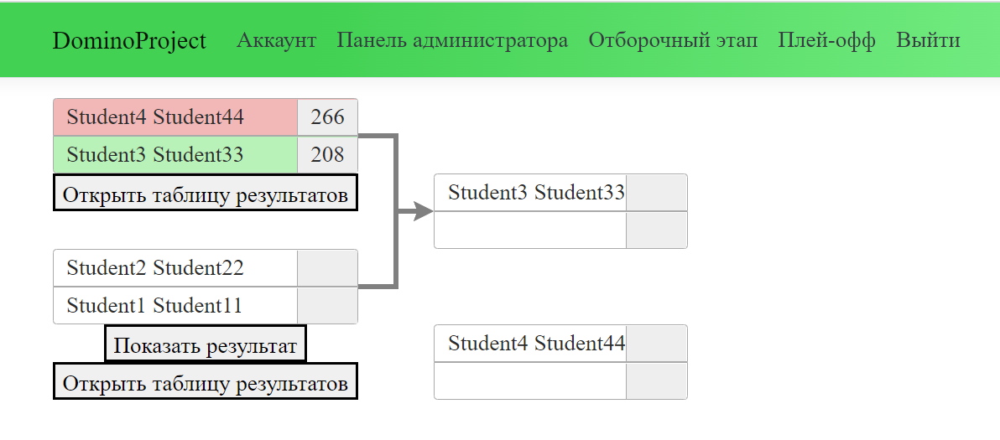 DominoProject Аккаунт Панель администратора Отборочный этап Плей-офф Выйти
Student4 Student44 266
Student3 Student33 208
Открыть таблицу результатов
Student3 Student33
Student2 Student22
Student1 Student11
Показать результат
Открыть таблицу результатов
Student4 Student44